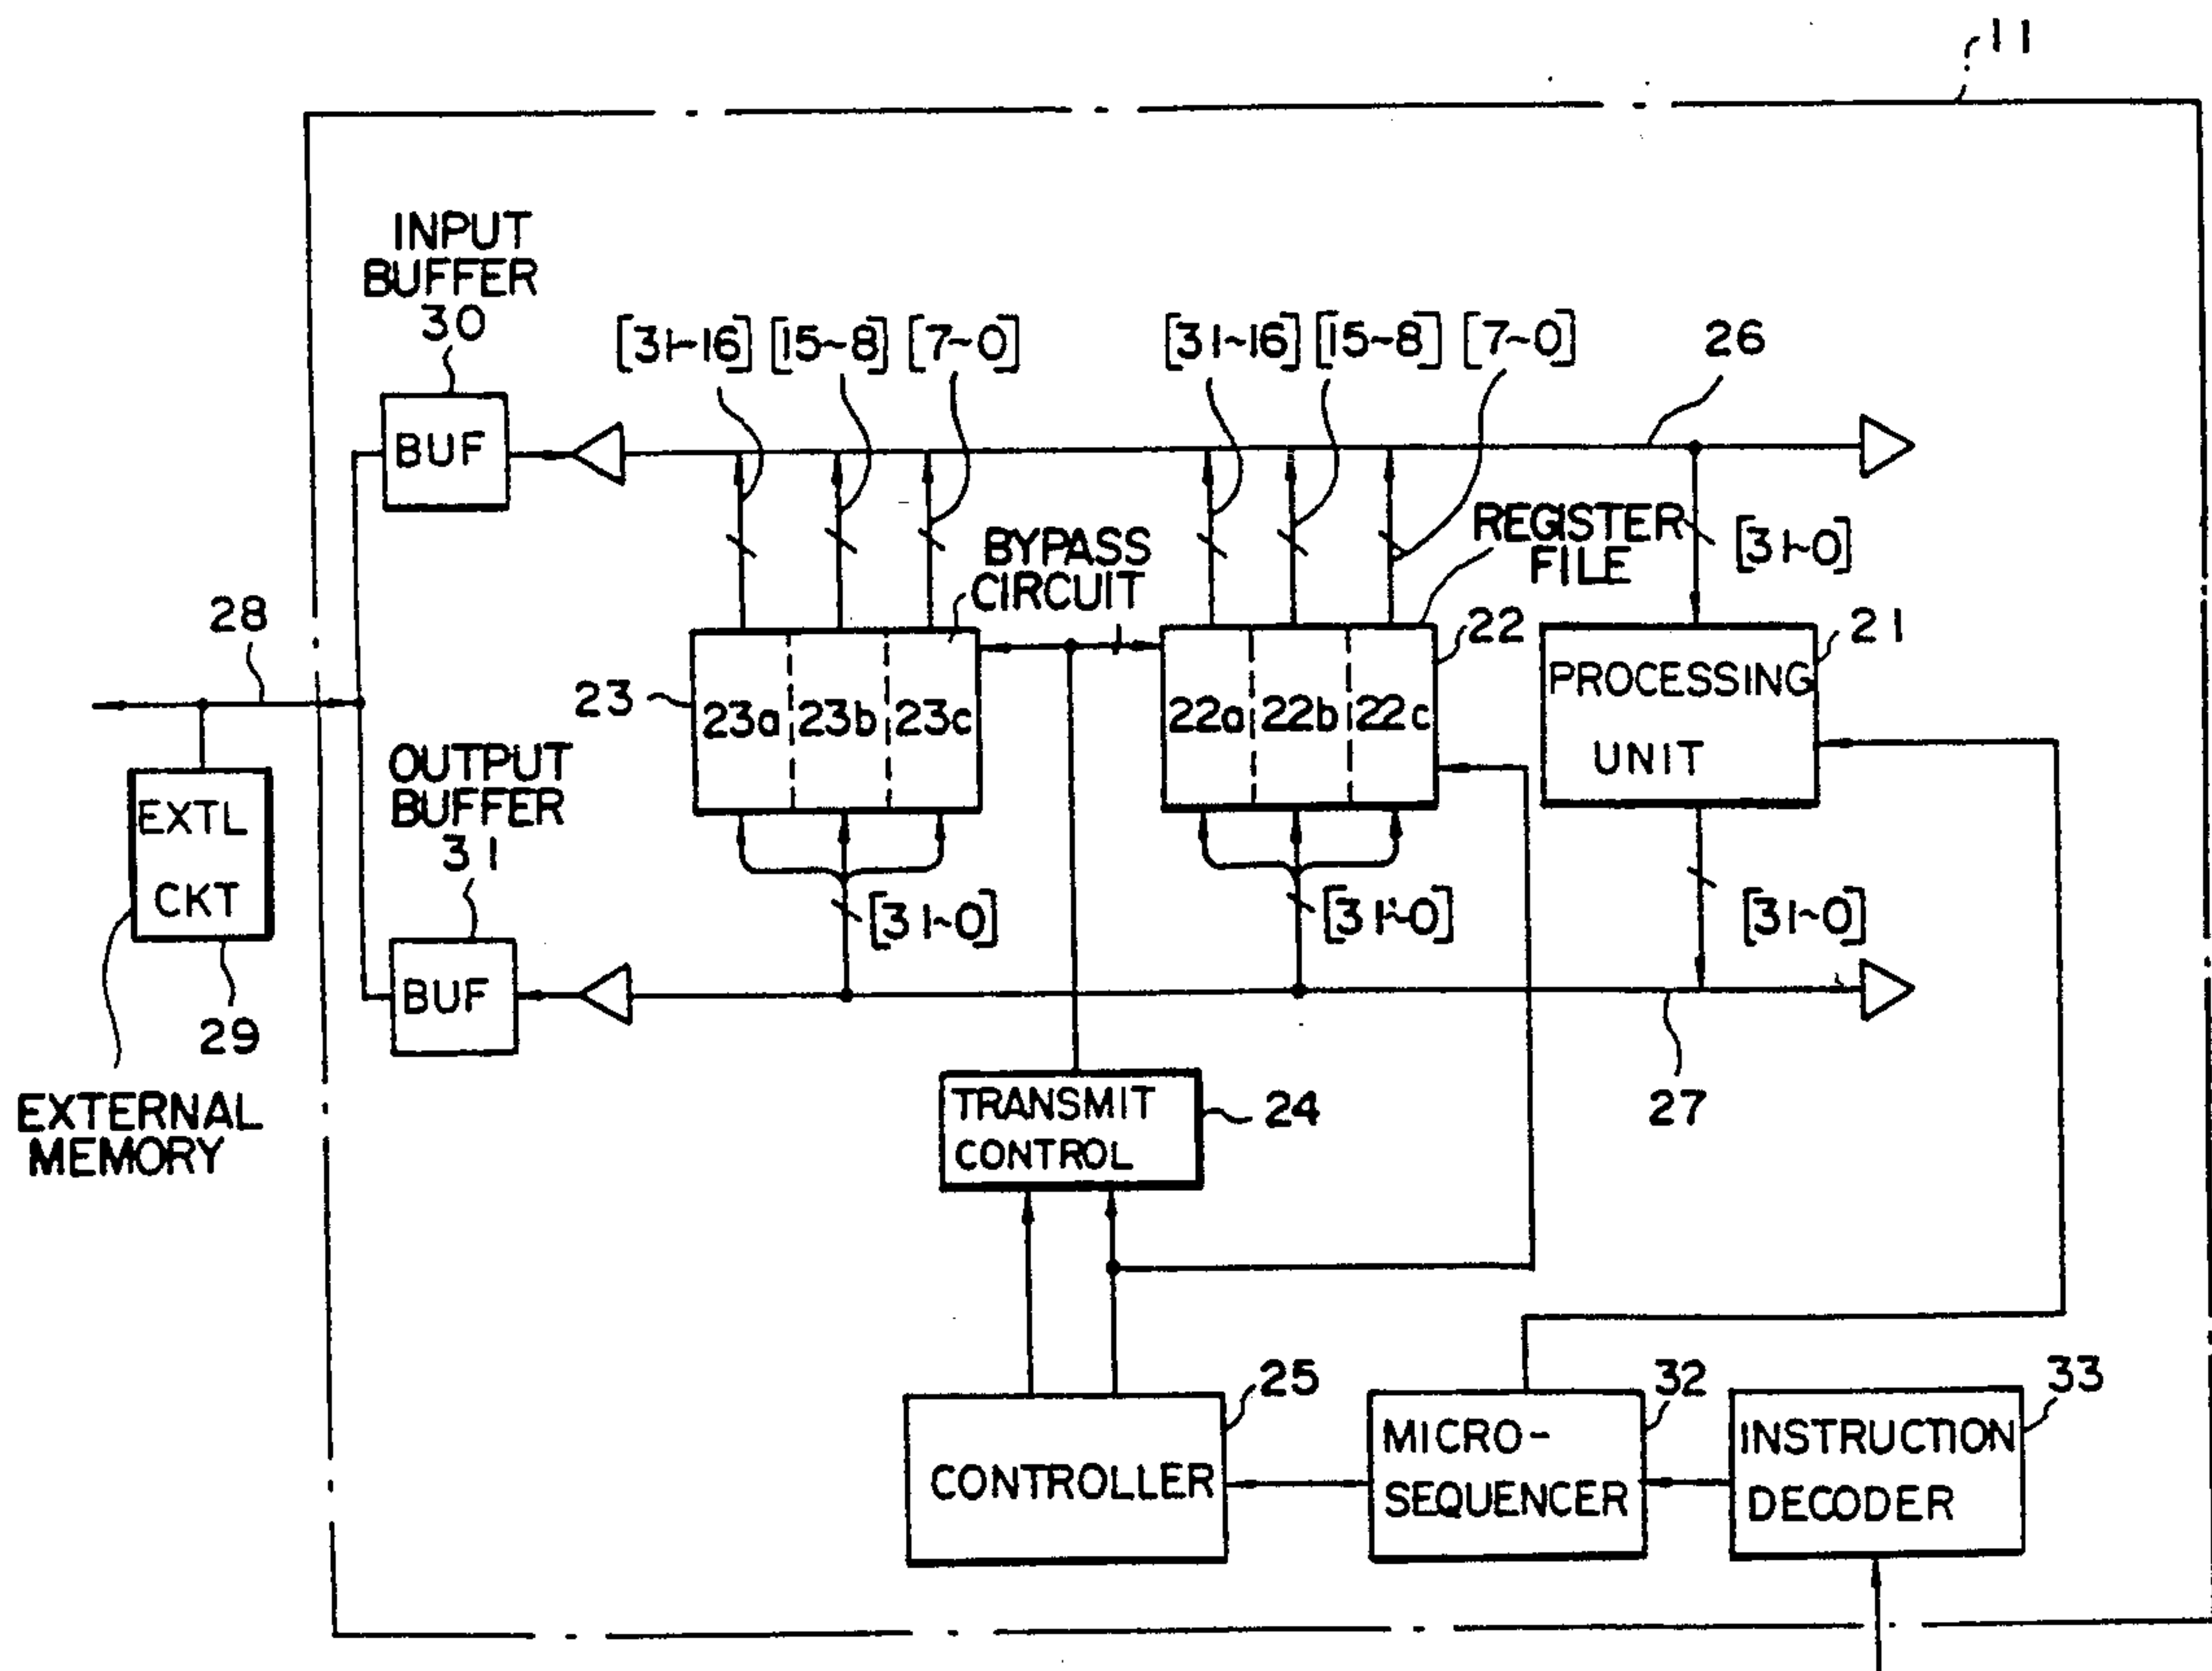 11
INPUT
BUFFER
30
[31~16] [15~8] [7~0]
[31~16] [15~8] [7~0]
26
BUF
BYPASS
CIRCUIT
REGISTER
FILE
[31~0]
28
23
23a 23b 23c
22a 22b 22c
22
PROCESSING
UNIT
21
EXTL
CKT
29
EXTERNAL
MEMORY
OUTPUT
BUFFER
31
BUF
[31~0]
[31~0]
[31~0]
27
TRANSMIT
CONTROL
24
CONTROLLER
25
MICRO-
SEQUENCER
32
INSTRUCTION
DECODER
33